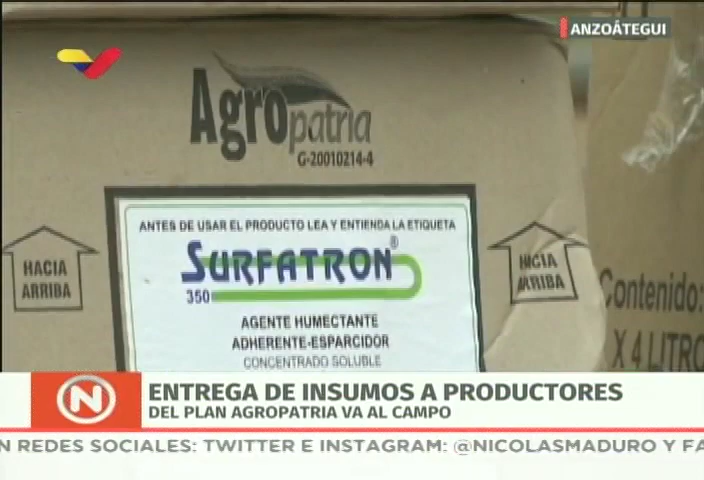 ANZOÁTEGUI
Agropatria
G-20010214-4
ANTES DE USAR EL PRODUCTO LEA Y ENTIENDA LA ETIQUETA
SURFATRON®
350
HACIA
ARRIBA
HACIA
ARRIBA
AGENTE HUMECTANTE
ADHERENTE-ESPARCIDOR
CONCENTRADO SOLUBLE
Contenido:
X 4 LITRO
N
ENTREGA DE INSUMOS A PRODUCTORES
DEL PLAN AGROPATRIA VA AL CAMPO
N REDES SOCIALES: TWITTER E INSTAGRAM: @NICOLASMADURO Y FA